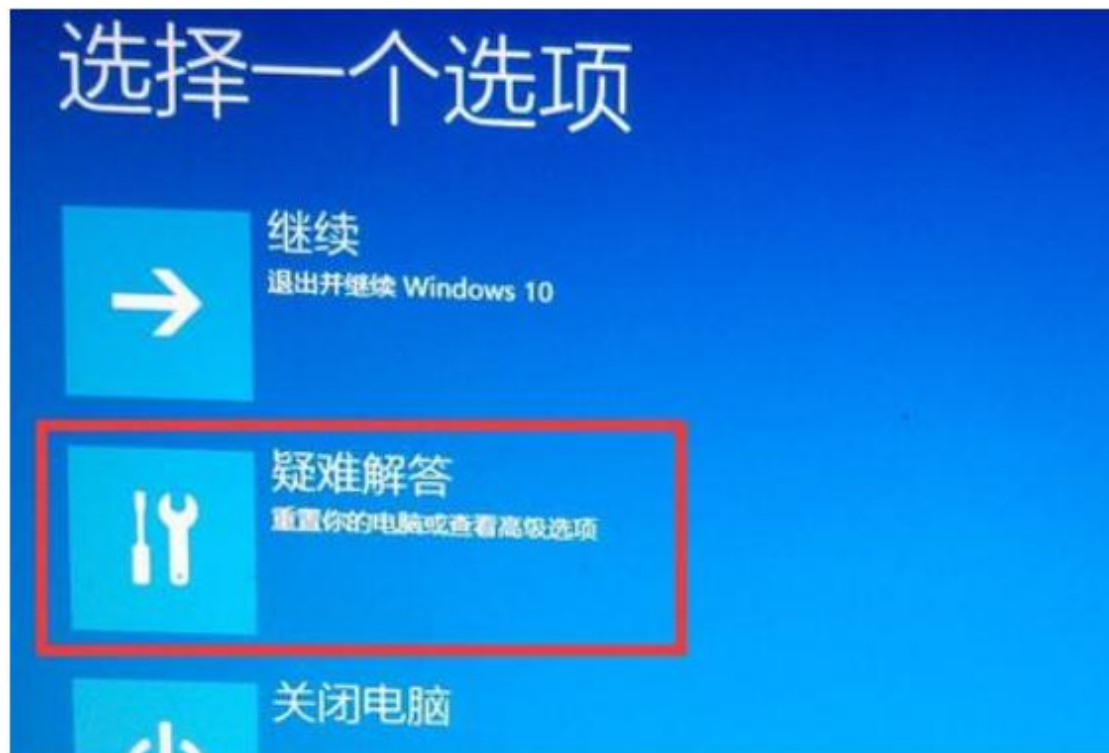 选择一个选项
继续
退出并继续 Windows 10
疑难解答
重置你的电脑或查看高级选项
关闭电脑